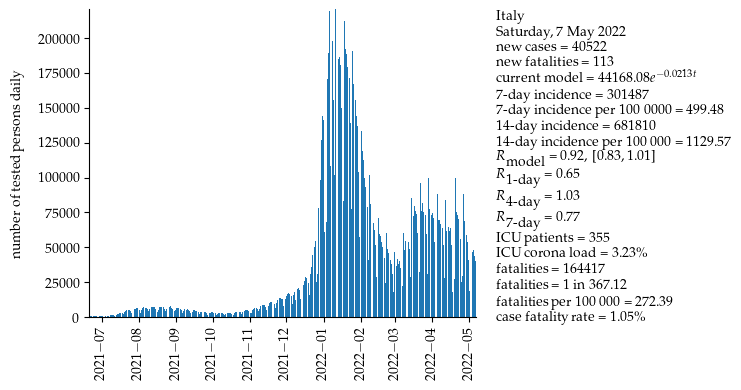 number of tested persons daily
200000
175000
150000
125000
100000
75000
50000
25000
0
2021−07
2021−08
2021−09
2021−10
2021−11
2021−12
2022−01
2022−02
2022−03
2022−04
2022−05
Italy
Saturday, 7 May 2022
new cases = 40522
new fatalities = 113
current model = 44168.08e^{−0.0213t}
7-day incidence = 301487
7-day incidence per 100 0000 = 499.48
14-day incidence = 681810
14-day incidence per 100 000 = 1129.57
R_model = 0.92, [0.83, 1.01]
R_1-day = 0.65
R_4-day = 1.03
R_7-day = 0.77
ICU patients = 355
ICU corona load = 3.23%
fatalities = 164417
fatalities = 1 in 367.12
fatalities per 100 000 = 272.39
case fatality rate = 1.05%